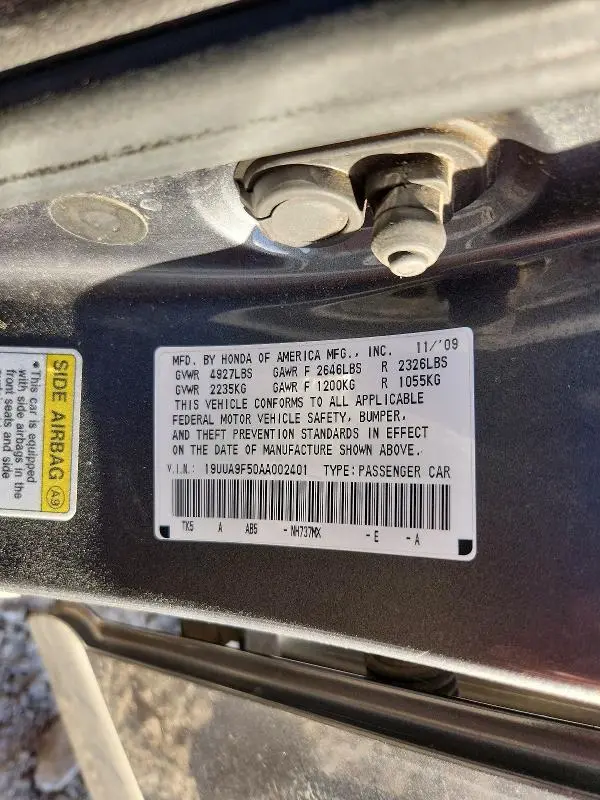 MFD. BY HONDA OF AMERICA MFG., INC. 11/'09
GVWR 4927LBS GAWR F 2646LBS R 2326LBS
GVWR 2235KG GAWR F 1200KG R 1055KG
THIS VEHICLE CONFORMS TO ALL APPLICABLE
FEDERAL MOTOR VEHICLE SAFETY, BUMPER,
AND THEFT PREVENTION STANDARDS IN EFFECT
ON THE DATE OF MANUFACTURE SHOWN ABOVE.
V.I.N.: 19UUA9F50AA002401 TYPE:PASSENGER CAR
TK5 A AB5 -NH737MX -E -A
SIDE AIRBAG A9
•This car is equipped
with side airbags in the
front seats and side